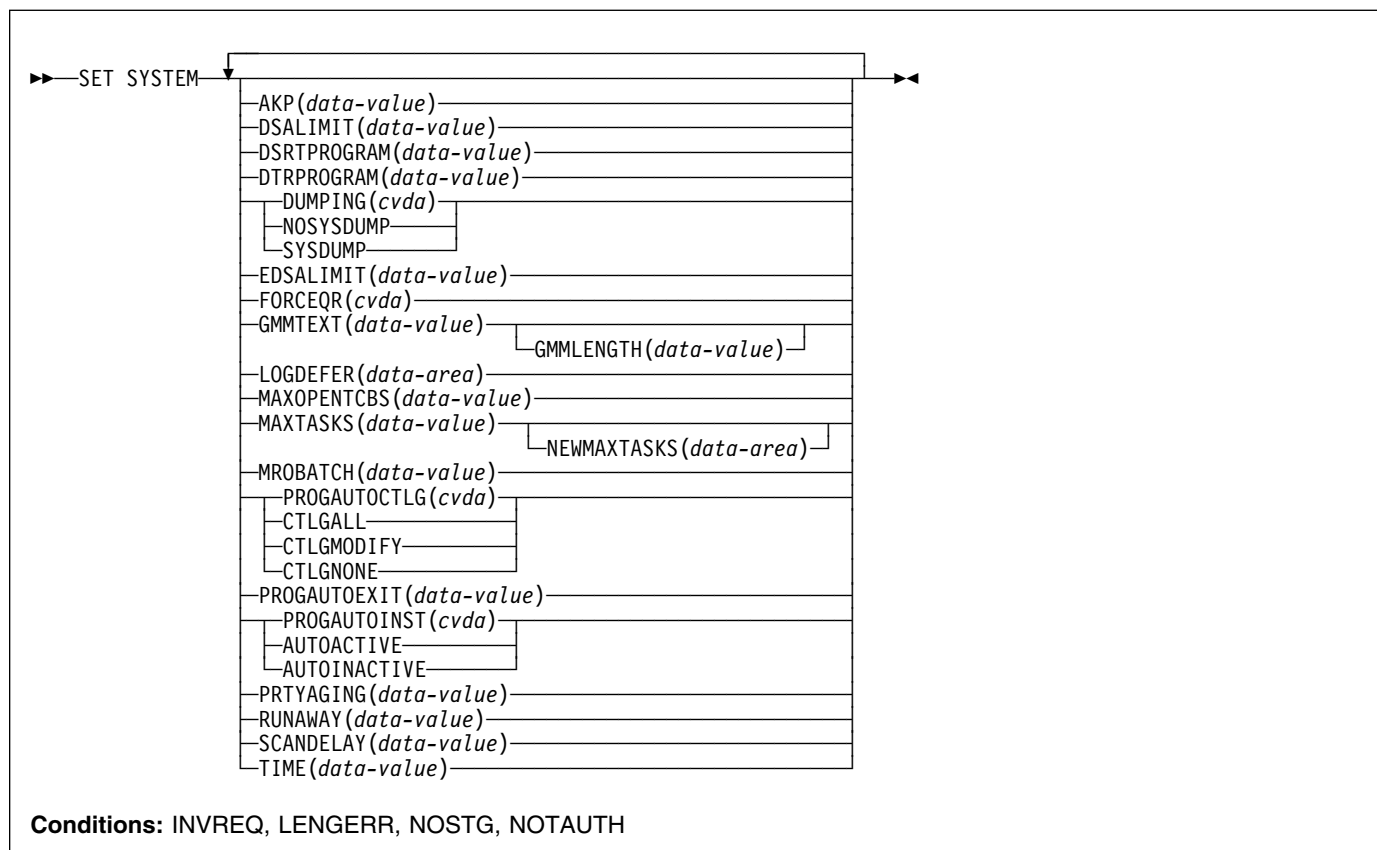 SET SYSTEM
AKP(data-value)
DSALIMIT(data-value)
DSRTPROGRAM(data-value)
DTRPROGRAM(data-value)
DUMPING(cvda)
NOSYSDUMP
SYSDUMP
EDSALIMIT(data-value)
FORCEQR(cvda)
GMMTEXT(data-value)
GMMLENGTH(data-value)
LOGDEFER(data-area)
MAXOPENTCBS(data-value)
MAXTASKS(data-value)
NEWMAXTASKS(data-area)
MROBATCH(data-value)
PROGAUTOCTLG(cvda)
CTLGALL
CTLGMODIFY
CTLGNONE
PROGAUTOEXIT(data-value)
PROGAUTOINST(cvda)
AUTOACTIVE
AUTOINACTIVE
PRTYAGING(data-value)
RUNAWAY(data-value)
SCANDELAY(data-value)
TIME(data-value)
Conditions: INVREQ, LENGERR, NOSTG, NOTAUTH